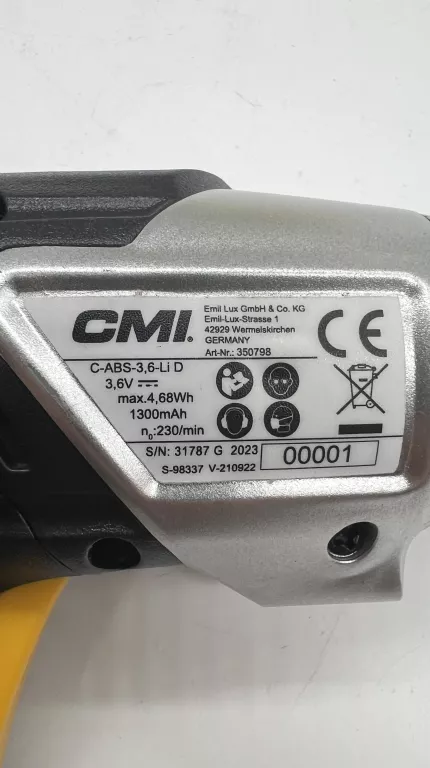 CMI.
Emil Lux GmbH & Co. KG
Emil-Lux-Strasse 1
42929 Wermelskirchen
GERMANY
Art-Nr.: 350798
CE
C-ABS-3,6-Li D
3,6V
max.4,68Wh
1300mAh
n₀:230/min
S/N: 31787 G 2023
00001
S-98337 V-210922